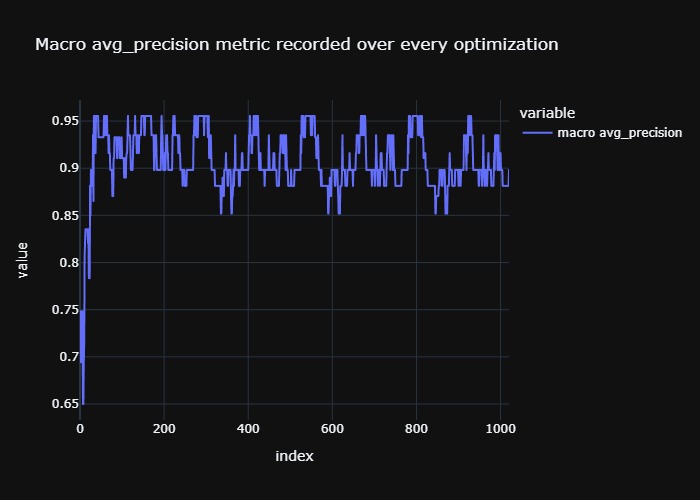 Macro avg_precision metric recorded over every optimization
variable
macro avg_precision
0.95
0.9
0.85
0.8
0.75
0.7
0.65
value
0 200 400 600 800 1000
index